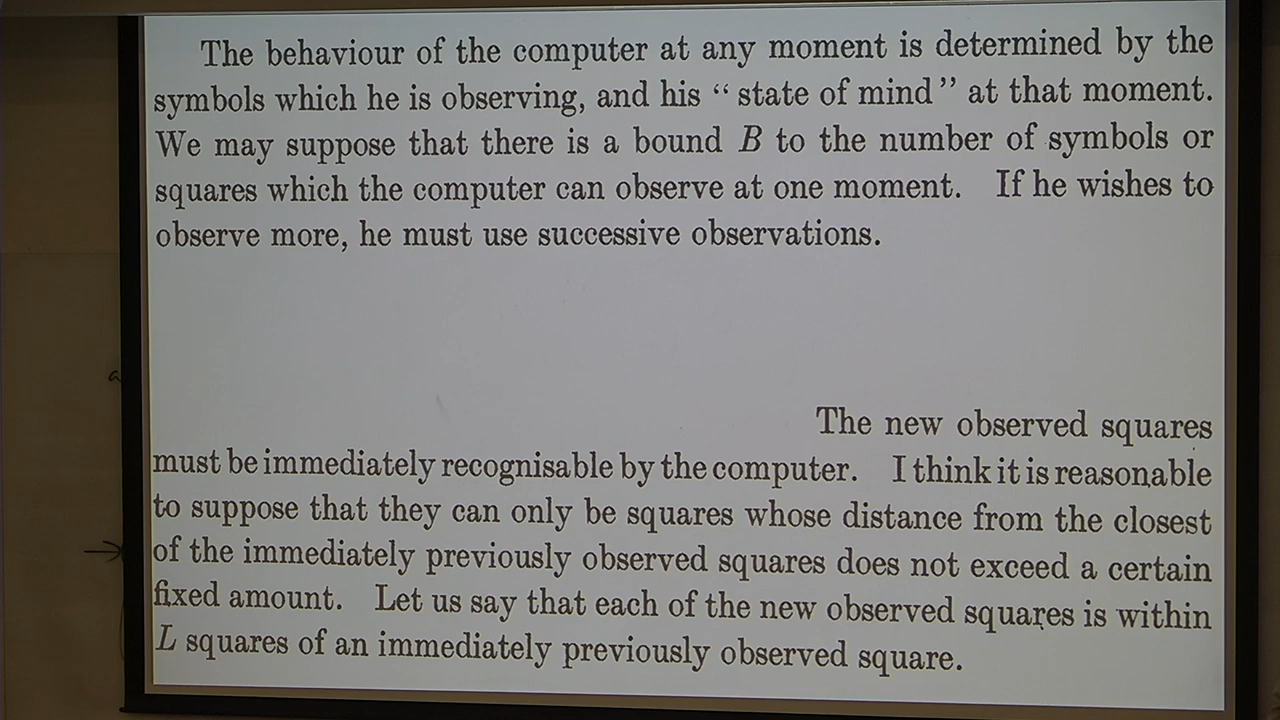 The behaviour of the computer at any moment is determined by the
symbols which he is observing, and his “ state of mind ” at that moment.
We may suppose that there is a bound B to the number of symbols or
squares which the computer can observe at one moment. If he wishes to
observe more, he must use successive observations.
The new observed squares
must be immediately recognisable by the computer. I think it is reasonable
to suppose that they can only be squares whose distance from the closest
of the immediately previously observed squares does not exceed a certain
fixed amount. Let us say that each of the new observed squares is within
L squares of an immediately previously observed square.